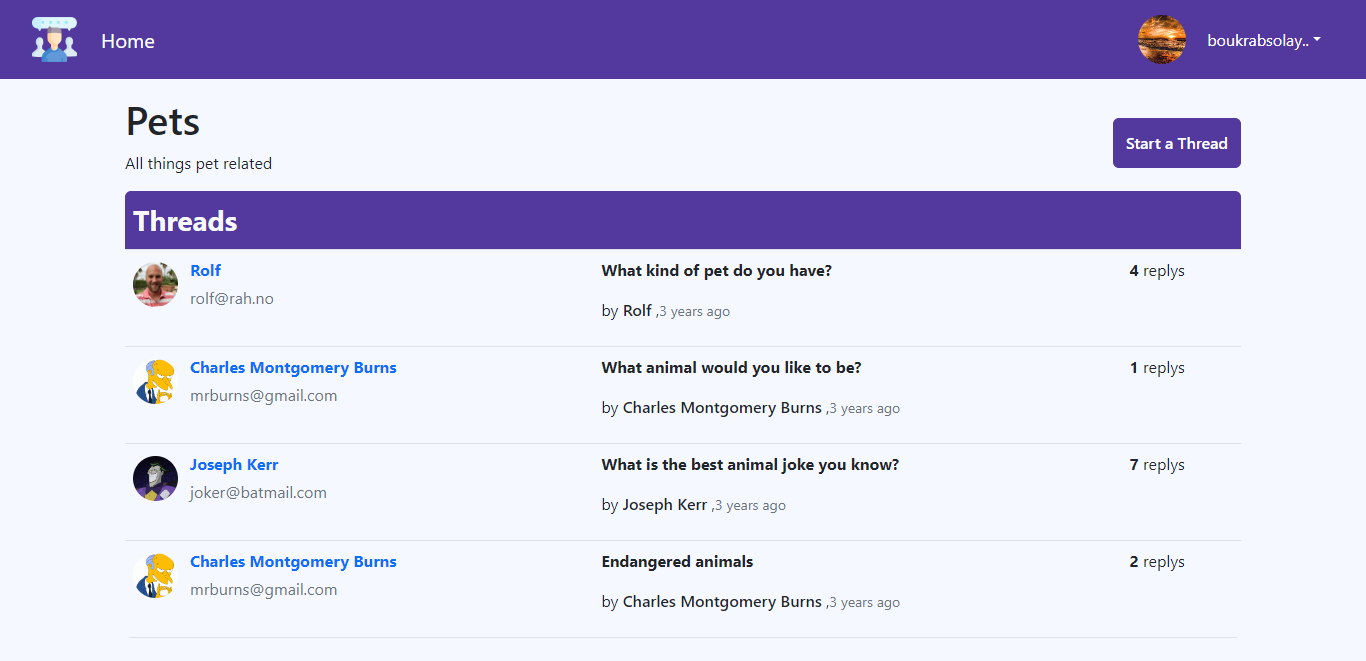 Home
boukrabsolay..
Pets
All things pet related
Start a Thread
Threads
Rolf
rolf@rah.no
What kind of pet do you have?
by Rolf ,3 years ago
4 replys
Charles Montgomery Burns
mrburns@gmail.com
What animal would you like to be?
by Charles Montgomery Burns ,3 years ago
1 replys
Joseph Kerr
joker@batmail.com
What is the best animal joke you know?
by Joseph Kerr ,3 years ago
7 replys
Charles Montgomery Burns
mrburns@gmail.com
Endangered animals
by Charles Montgomery Burns ,3 years ago
2 replys